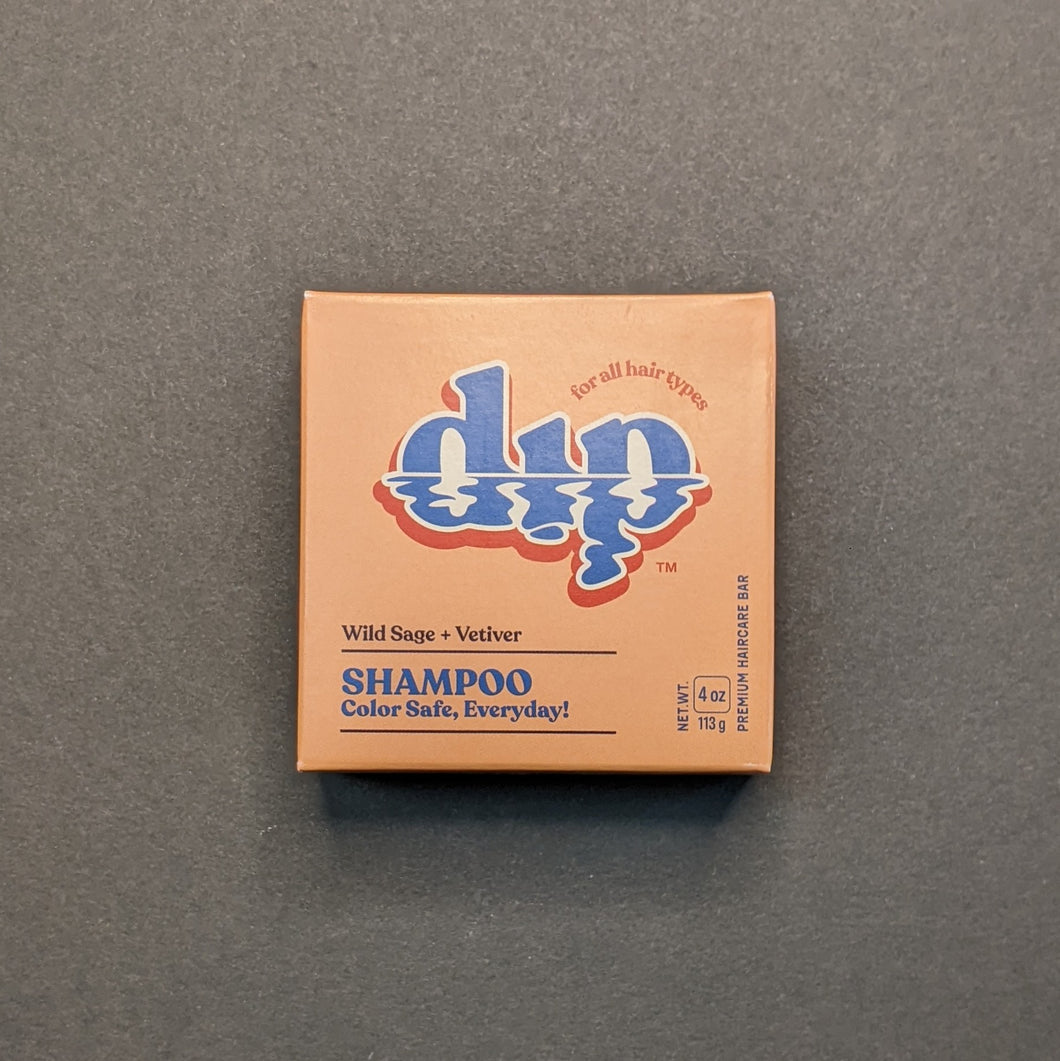 for all hair types
dip
TM
Wild Sage + Vetiver
SHAMPOO
Color Safe, Everyday!
NET.WT.
4 oz
113 g
PREMIUM HAIRCARE BAR